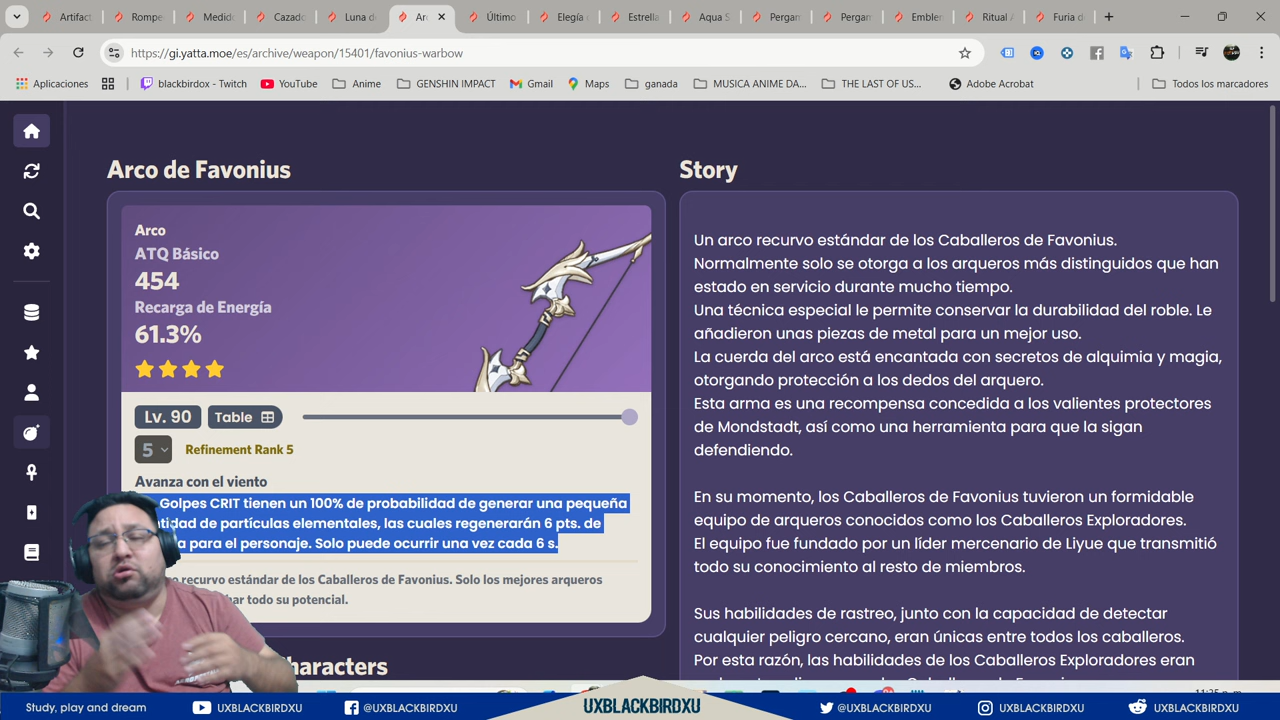 Artifact
Rompe
Medid
Cazado
Luna d
Arc
Último
Elegía
Estrella
Aqua S
Pergam
Pergam
Emblem
Ritual A
Furia de
https://gi.yatta.moe/es/archive/weapon/15401/favonius-warbow
Aplicaciones
blackbirdox - Twitch
YouTube
Anime
GENSHIN IMPACT
Gmail
Maps
ganada
MUSICA ANIME DA...
THE LAST OF US...
Adobe Acrobat
Todos los marcadores
Arco de Favonius
Arco
ATQ Básico
454
Recarga de Energía
61.3%
Lv. 90
Table
5
Refinement Rank 5
Avanza con el viento
Golpes CRIT tienen un 100% de probabilidad de generar una pequeña
tidad de partículas elementales, las cuales regenerarán 6 pts. de
a para el personaje. Solo puede ocurrir una vez cada 6 s.
o recurvo estándar de los Caballeros de Favonius. Solo los mejores arqueros
har todo su potencial.
haracters
Story
Un arco recurvo estándar de los Caballeros de Favonius.
Normalmente solo se otorga a los arqueros más distinguidos que han
estado en servicio durante mucho tiempo.
Una técnica especial le permite conservar la durabilidad del roble. Le
añadieron unas piezas de metal para un mejor uso.
La cuerda del arco está encantada con secretos de alquimia y magia,
otorgando protección a los dedos del arquero.
Esta arma es una recompensa concedida a los valientes protectores
de Mondstadt, así como una herramienta para que la sigan
defendiendo.
En su momento, los Caballeros de Favonius tuvieron un formidable
equipo de arqueros conocidos como los Caballeros Exploradores.
El equipo fue fundado por un líder mercenario de Liyue que transmitió
todo su conocimiento al resto de miembros.
Sus habilidades de rastreo, junto con la capacidad de detectar
cualquier peligro cercano, eran únicas entre todos los caballeros.
Por esta razón, las habilidades de los Caballeros Exploradores eran
Study, play and dream
UXBLACKBIRDXU
@UXBLACKBIRDXU
UXBLACKBIRDXU
@UXBLACKBIRDXU
UXBLACKBIRDXU
UXBLACKBIRDXU